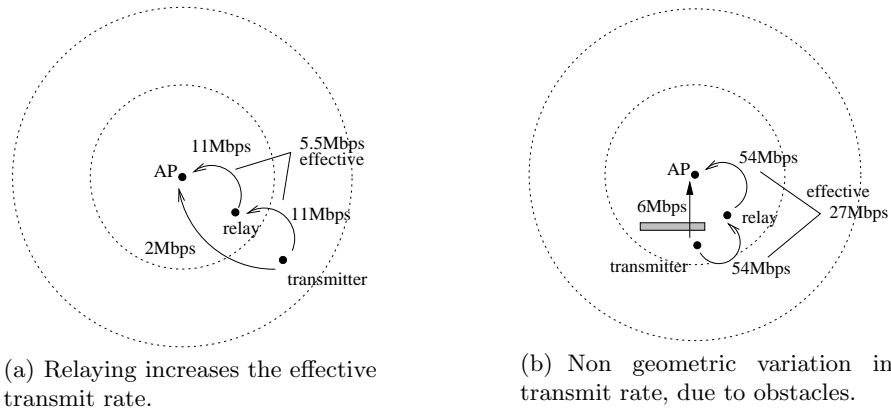 11Mbps
5.5Mbps
effective
AP
11Mbps
relay
2Mbps
transmitter
(a) Relaying increases the effective
transmit rate.
54Mbps
AP
effective
6Mbps
relay
27Mbps
transmitter
54Mbps
(b) Non geometric variation in
transmit rate, due to obstacles.